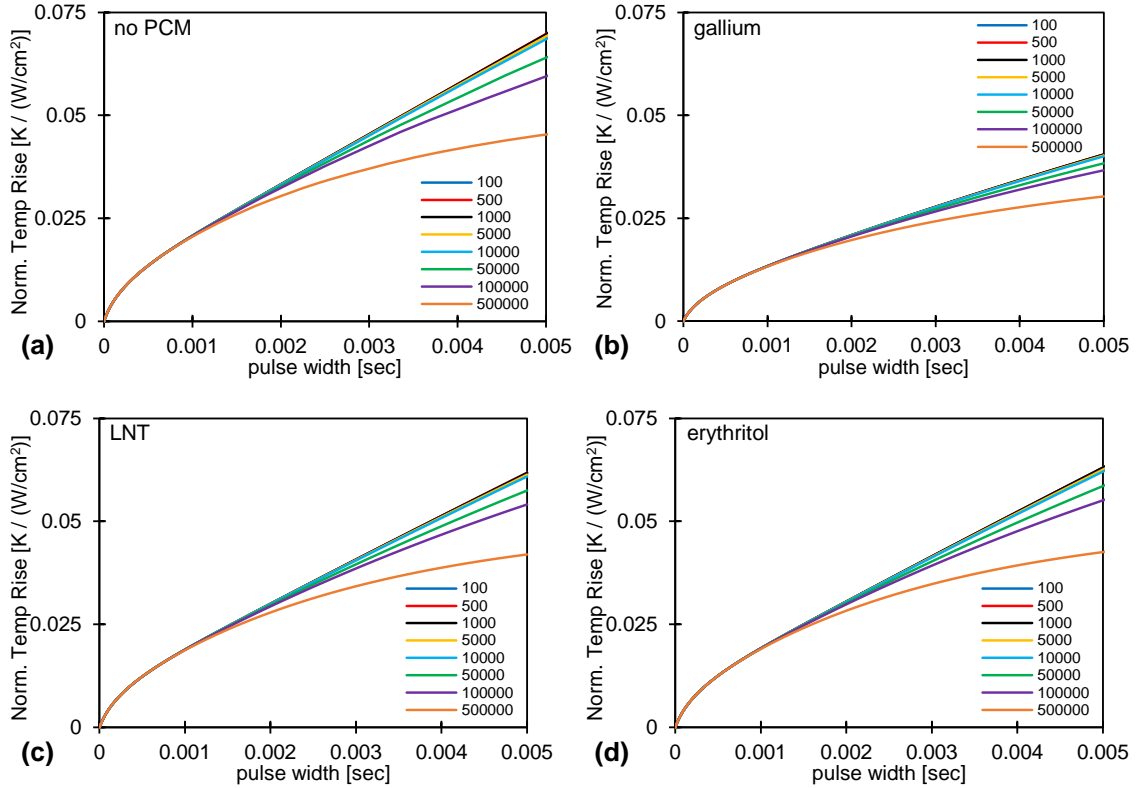 no PCM
Norm. Temp Rise [K / (W/cm²)]
0.075
0.05
0.025
0
100
500
1000
5000
10000
50000
100000
500000
0 0.001 0.002 0.003 0.004 0.005
(a)
pulse width [sec]
gallium
Norm. Temp Rise [K / (W/cm²)]
0.075
0.05
0.025
0
100
500
1000
5000
10000
50000
100000
500000
0 0.001 0.002 0.003 0.004 0.005
(b)
pulse width [sec]
LNT
Norm. Temp Rise [K / (W/cm²)]
0.075
0.05
0.025
0
100
500
1000
5000
10000
50000
100000
500000
0 0.001 0.002 0.003 0.004 0.005
(c)
pulse width [sec]
erythritol
Norm. Temp Rise [K / (W/cm²)]
0.075
0.05
0.025
0
100
500
1000
5000
10000
50000
100000
500000
0 0.001 0.002 0.003 0.004 0.005
(d)
pulse width [sec]